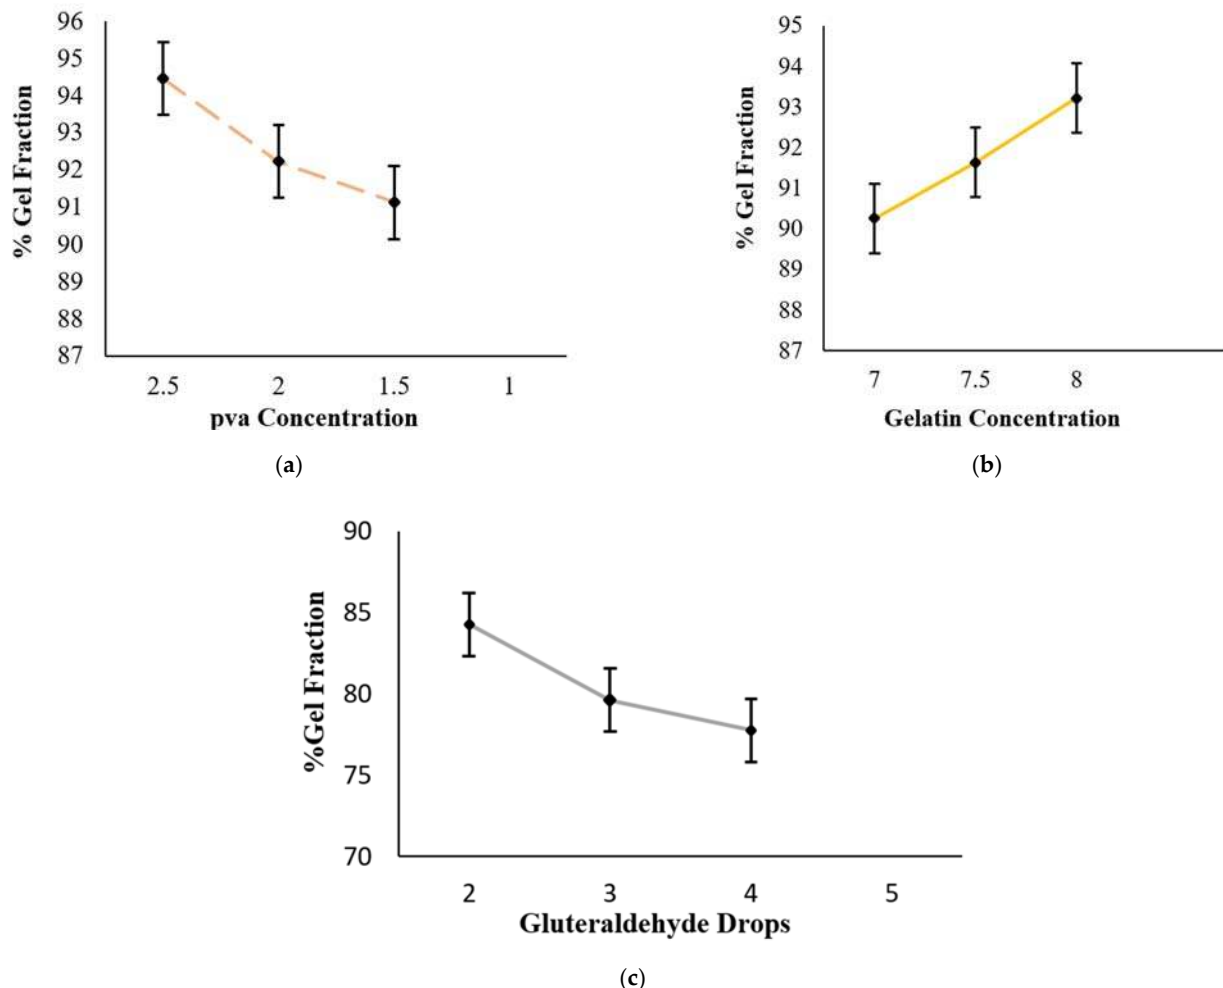 % Gel Fraction
96
95
94
93
92
91
90
89
88
87
2.5 2 1.5 1
pva Concentration
(a)
% Gel Fraction
95
94
93
92
91
90
89
88
87
7 7.5 8
Gelatin Concentration
(b)
%Gel Fraction
90
85
80
75
70
2 3 4 5
Gluteraldehyde Drops
(c)